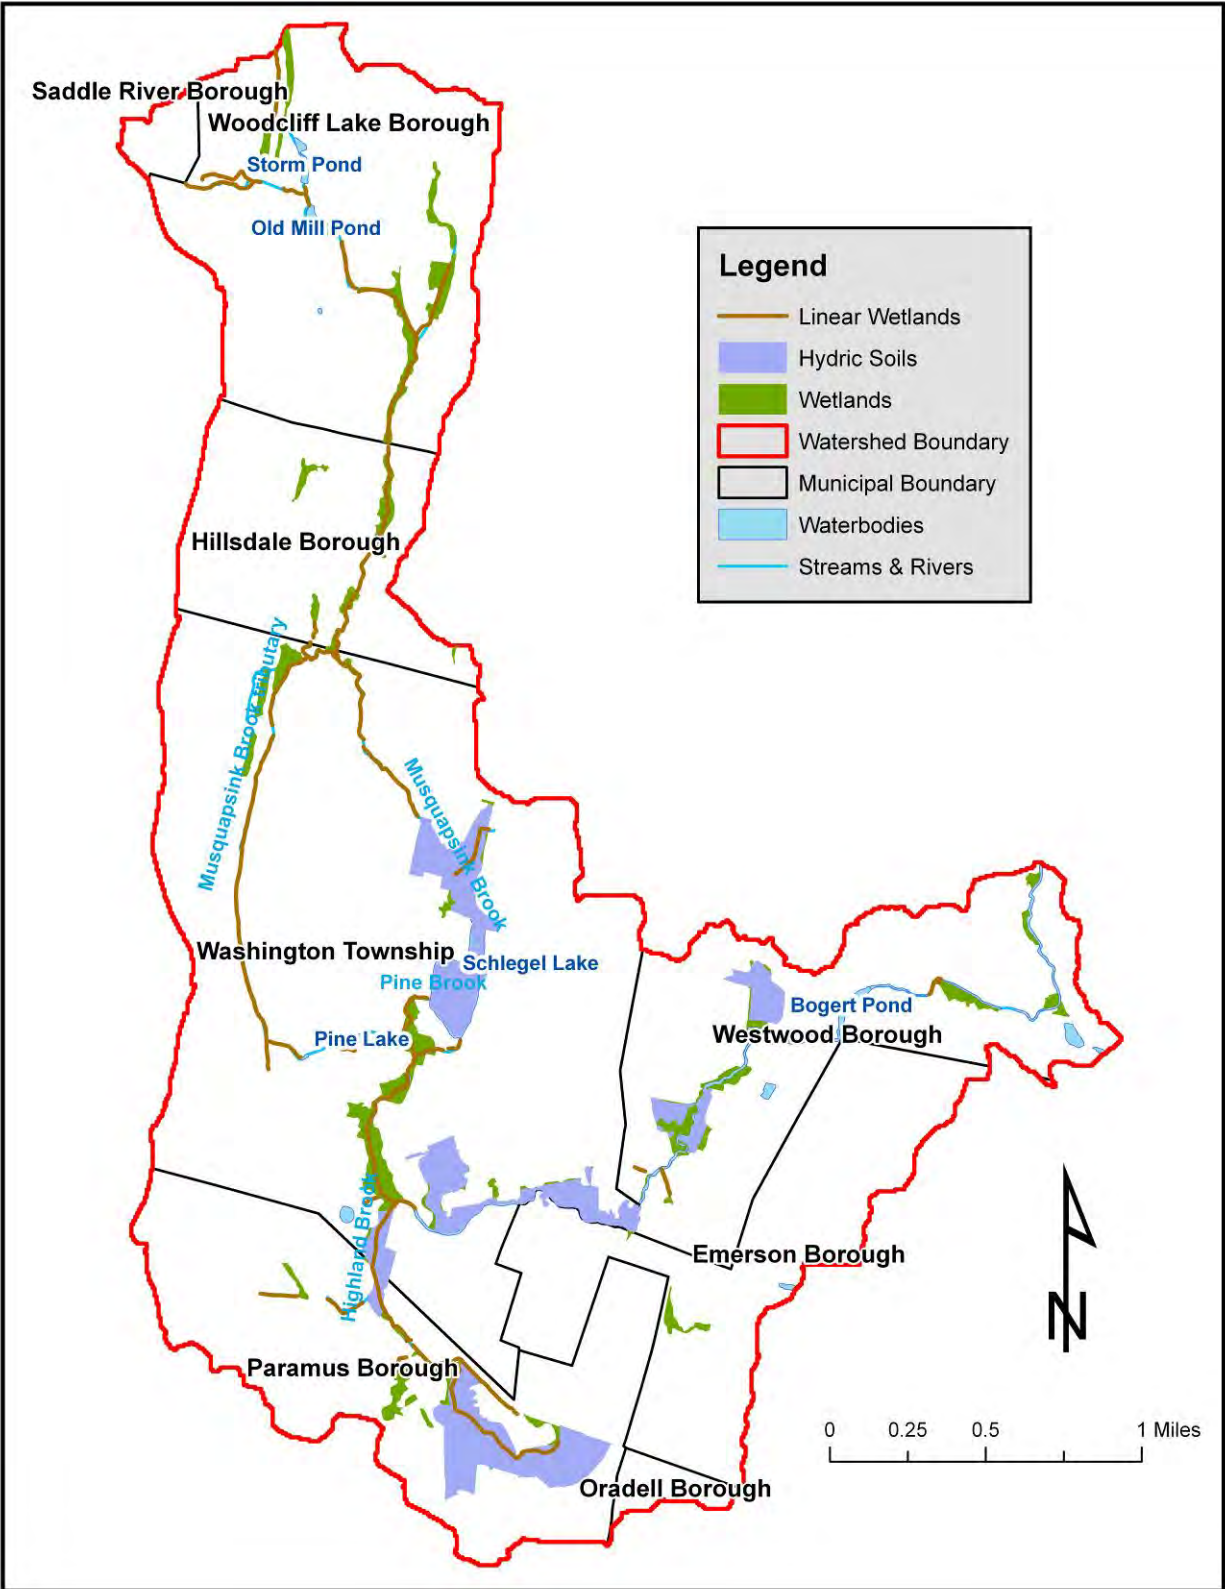 Saddle River Borough
Woodcliff Lake Borough
Storm Pond
Old Mill Pond
Legend
Linear Wetlands
Hydric Soils
Wetlands
Watershed Boundary
Municipal Boundary
Waterbodies
Streams & Rivers
Hillsdale Borough
Musquapsink Brook tributary
Musquapsink Brook
Washington Township
Schlegel Lake
Pine Brook
Pine Lake
Bogert Pond
Westwood Borough
Highland Brook
Emerson Borough
N
Paramus Borough
0 0.25 0.5 1 Miles
Oradell Borough